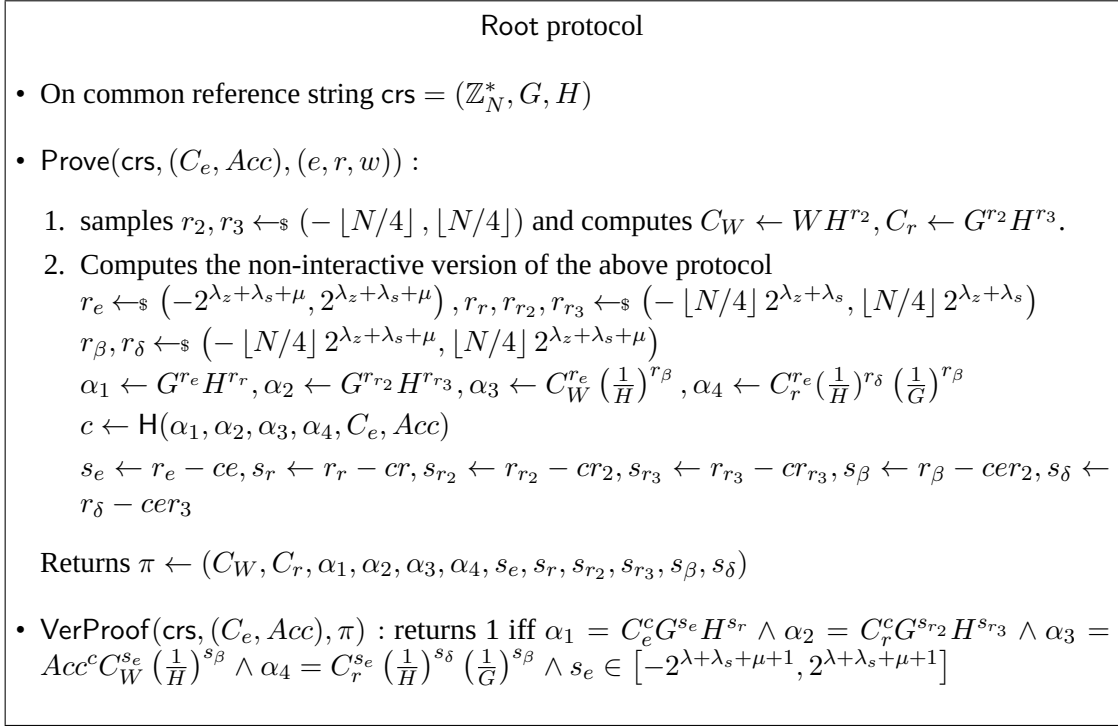 Root protocol
• On common reference string crs = (ℤ*_N, G, H)
• Prove(crs, (C_e, Acc), (e, r, w)) :
1. samples r_2, r_3 ←$ (− ⌊N/4⌋ , ⌊N/4⌋) and computes C_W ← WH^{r_2}, C_r ← G^{r_2}H^{r_3}.
2. Computes the non-interactive version of the above protocol
r_e ←$ (−2^{λ_z+λ_s+μ}, 2^{λ_z+λ_s+μ}) , r_r, r_{r_2}, r_{r_3} ←$ (− ⌊N/4⌋ 2^{λ_z+λ_s}, ⌊N/4⌋ 2^{λ_z+λ_s})
r_β, r_δ ←$ (− ⌊N/4⌋ 2^{λ_z+λ_s+μ}, ⌊N/4⌋ 2^{λ_z+λ_s+μ})
α_1 ← G^{r_e}H^{r_r}, α_2 ← G^{r_{r_2}}H^{r_{r_3}}, α_3 ← C_W^{r_e} (1/H)^{r_β} , α_4 ← C_r^{r_e}(1/H)^{r_δ} (1/G)^{r_β}
c ← H(α_1, α_2, α_3, α_4, C_e, Acc)
s_e ← r_e − ce, s_r ← r_r − cr, s_{r_2} ← r_{r_2} − cr_2, s_{r_3} ← r_{r_3} − cr_{r_3}, s_β ← r_β − cer_2, s_δ ←
r_δ − cer_3
Returns π ← (C_W, C_r, α_1, α_2, α_3, α_4, s_e, s_r, s_{r_2}, s_{r_3}, s_β, s_δ)
• VerProof(crs, (C_e, Acc), π) : returns 1 iff α_1 = C_e^c G^{s_e} H^{s_r} ∧ α_2 = C_r^c G^{s_{r_2}} H^{s_{r_3}} ∧ α_3 =
Acc^c C_W^{s_e} (1/H)^{s_β} ∧ α_4 = C_r^{s_e} (1/H)^{s_δ} (1/G)^{s_β} ∧ s_e ∈ [−2^{λ+λ_s+μ+1}, 2^{λ+λ_s+μ+1}]